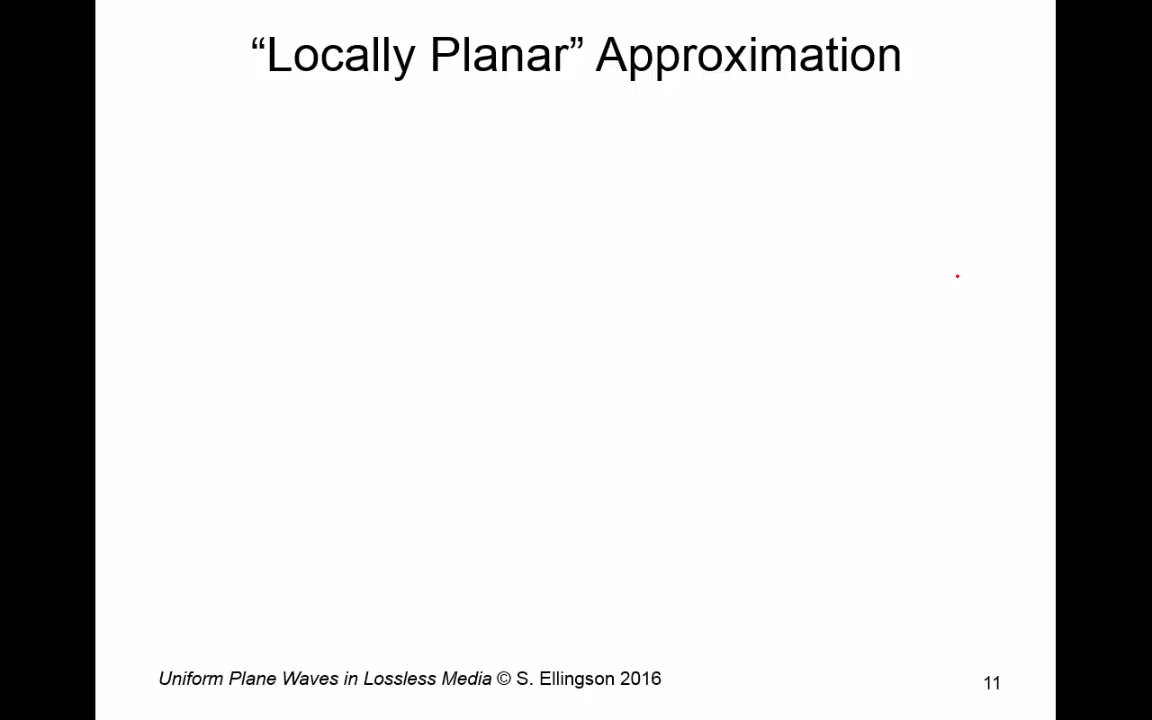 “Locally Planar” Approximation
Uniform Plane Waves in Lossless Media © S. Ellingson 2016
11